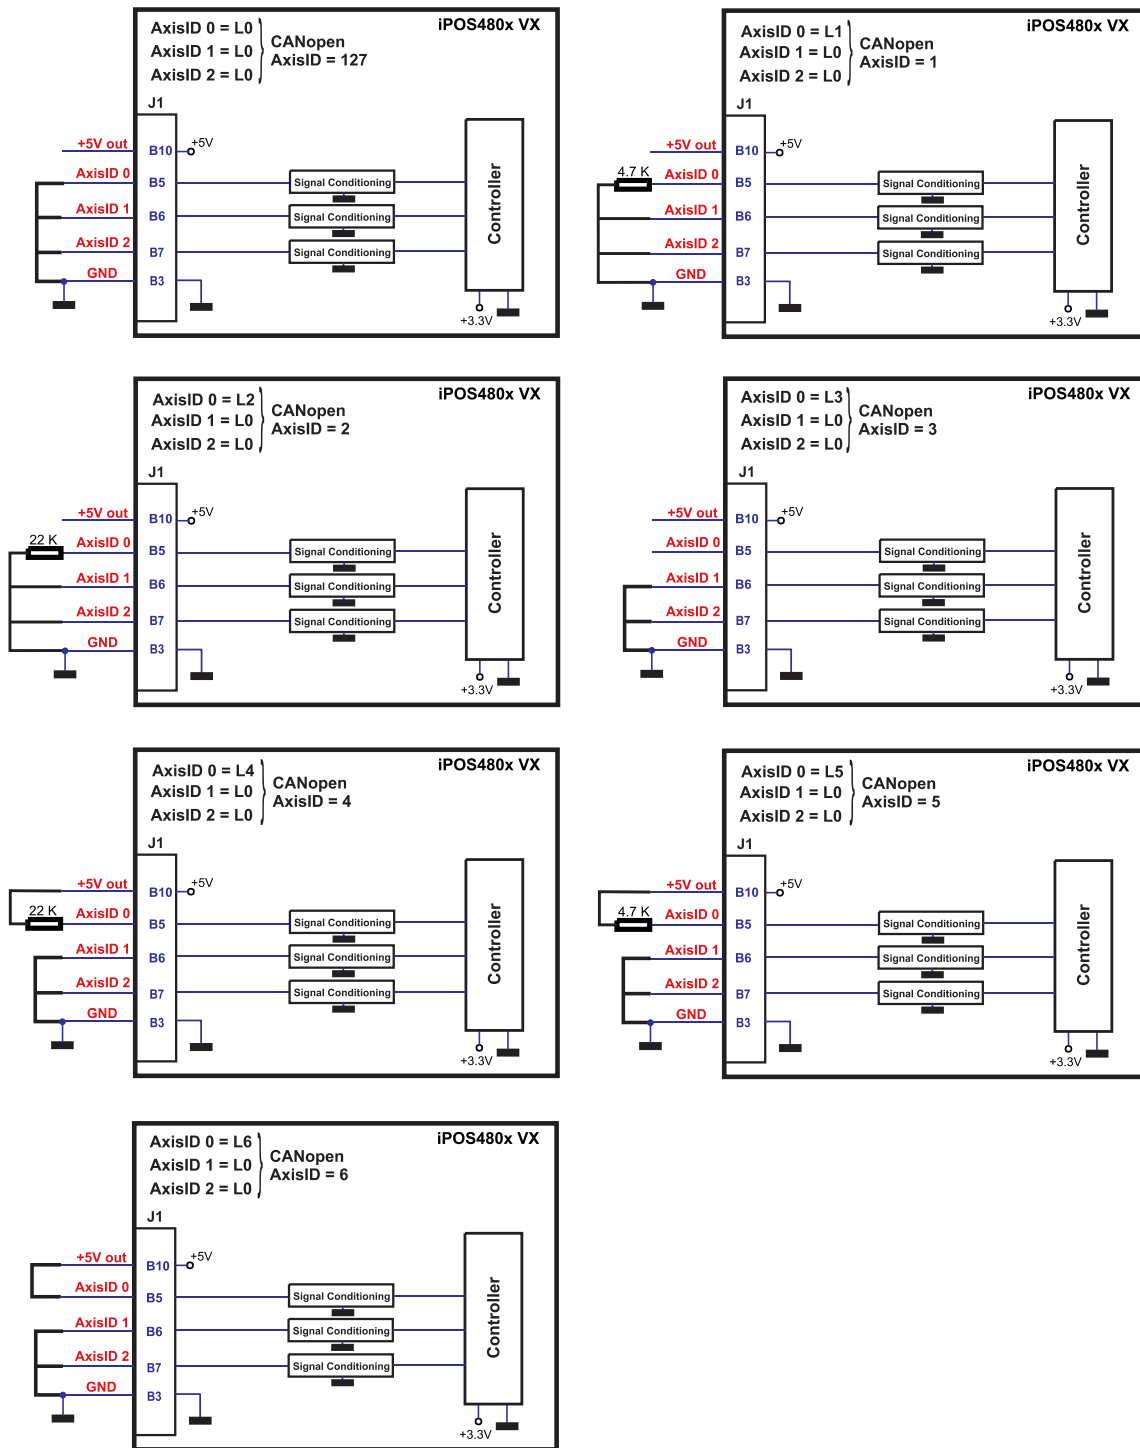 iPOS480x VX
AxisID 0 = L0
AxisID 1 = L0
AxisID 2 = L0
CANopen
AxisID = 127
J1
+5V out
B10
+5V
AxisID 0
B5
Signal Conditioning
AxisID 1
B6
Signal Conditioning
AxisID 2
B7
Signal Conditioning
GND
B3
Controller
+3.3V
iPOS480x VX
AxisID 0 = L1
AxisID 1 = L0
AxisID 2 = L0
CANopen
AxisID = 1
J1
+5V out
B10
+5V
4.7 K
AxisID 0
B5
Signal Conditioning
AxisID 1
B6
Signal Conditioning
AxisID 2
B7
Signal Conditioning
GND
B3
Controller
+3.3V
iPOS480x VX
AxisID 0 = L2
AxisID 1 = L0
AxisID 2 = L0
CANopen
AxisID = 2
J1
+5V out
B10
+5V
22 K
AxisID 0
B5
Signal Conditioning
AxisID 1
B6
Signal Conditioning
AxisID 2
B7
Signal Conditioning
GND
B3
Controller
+3.3V
iPOS480x VX
AxisID 0 = L3
AxisID 1 = L0
AxisID 2 = L0
CANopen
AxisID = 3
J1
+5V out
B10
+5V
AxisID 0
B5
Signal Conditioning
AxisID 1
B6
Signal Conditioning
AxisID 2
B7
Signal Conditioning
GND
B3
Controller
+3.3V
iPOS480x VX
AxisID 0 = L4
AxisID 1 = L0
AxisID 2 = L0
CANopen
AxisID = 4
J1
+5V out
B10
+5V
22 K
AxisID 0
B5
Signal Conditioning
AxisID 1
B6
Signal Conditioning
AxisID 2
B7
Signal Conditioning
GND
B3
Controller
+3.3V
iPOS480x VX
AxisID 0 = L5
AxisID 1 = L0
AxisID 2 = L0
CANopen
AxisID = 5
J1
+5V out
B10
+5V
4.7 K
AxisID 0
B5
Signal Conditioning
AxisID 1
B6
Signal Conditioning
AxisID 2
B7
Signal Conditioning
GND
B3
Controller
+3.3V
iPOS480x VX
AxisID 0 = L6
AxisID 1 = L0
AxisID 2 = L0
CANopen
AxisID = 6
J1
+5V out
B10
+5V
AxisID 0
B5
Signal Conditioning
AxisID 1
B6
Signal Conditioning
AxisID 2
B7
Signal Conditioning
GND
B3
Controller
+3.3V